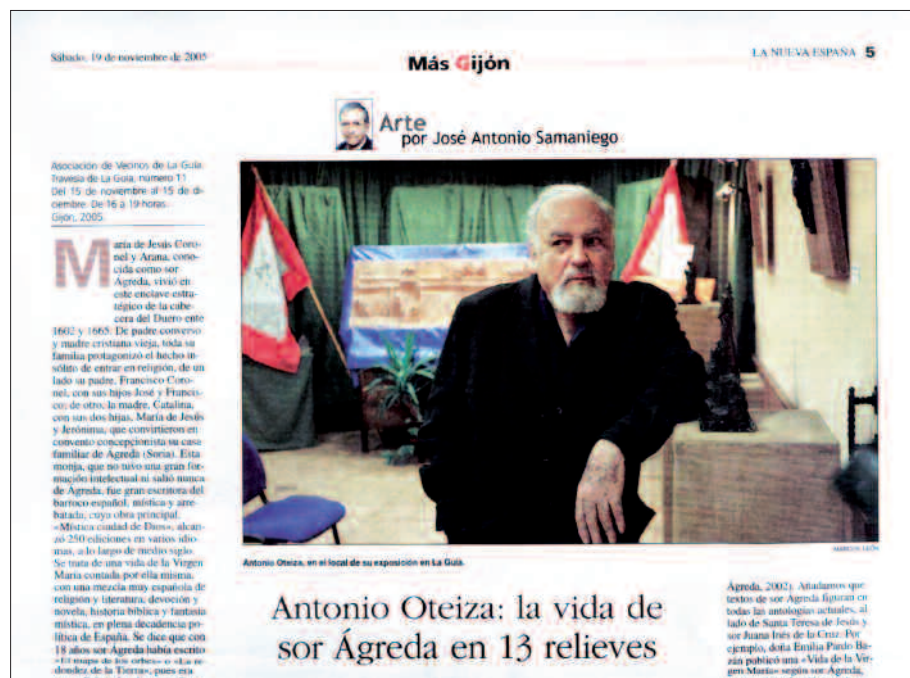 Sábado, 19 de noviembre de 2005
Más Gijón
LA NUEVA ESPAÑA 5
Arte
por José Antonio Samaniego
Asociación de Vecinos de La Guía.
Travesía de La Guía, número 11.
Del 15 de noviembre al 15 de di-
ciembre. De 16 a 19 horas.
Gijón, 2005.
María de Jesús Coro-
nel y Arana, cono-
cida como sor
Ágreda, vivió en
este enclave estra-
tégico de la cabe-
cera del Duero ente
1602 y 1665. De padre converso
y madre cristiana vieja, toda su
familia protagonizó el hecho in-
sólito de entrar en religión, de un
lado su padre, Francisco Coro-
nel, con sus hijos José y Francis-
co; de otro, la madre, Catalina,
con sus dos hijas, María de Jesús
y Jerónima, que convirtieron en
convento concepcionista su casa
familiar de Ágreda (Soria). Esta
monja, que no tuvo una gran for-
mación intelectual ni salió nunca
de Ágreda, fue gran escritora del
barroco español, mística y arre-
batada, cuya obra principal,
«Mística ciudad de Dios», alcan-
zó 250 ediciones en varios idio-
mas, a lo largo de medio siglo.
Se trata de una vida de la Virgen
María contada por ella misma,
con una mezcla muy española de
religión y literatura, devoción y
novela, historia bíblica y fantasía
mística, en plena decadencia po-
lítica de España. Se dice que con
18 años sor Ágreda había escrito
«El mapa de los orbes» o «La re-
dondez de la Tierra», pues era
LEÓN
Antonio Oteiza, en el local de su exposición en La Guía.
Antonio Oteiza: la vida de
sor Ágreda en 13 relieves
Ágreda, 2002). Añadamos que
textos de sor Ágreda figuran en
todas las antologías actuales, al
lado de Santa Teresa de Jesús y
sor Juana Inés de la Cruz. Por
ejemplo, doña Emilia Pardo Ba-
zán publicó una «Vida de la Vir-
gen María» según sor Ágreda,